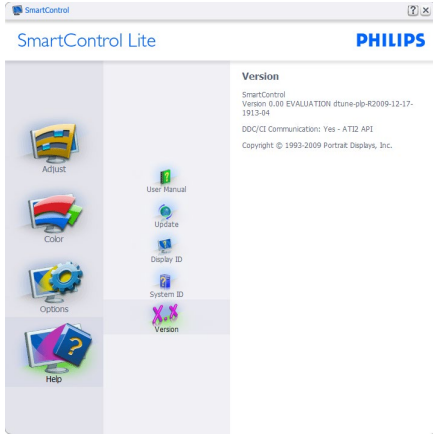 SmartControl
SmartControl Lite
PHILIPS
Adjust
Color
Options
Help
User Manual
Update
Display ID
System ID
X.X
Version
Version
SmartControl
Version 0.00 EVALUATION dtune-plp-R2009-12-17-
1913-04
DDC/CI Communication: Yes - ATI2 API
Copyright © 1993-2009 Portrait Displays, Inc.